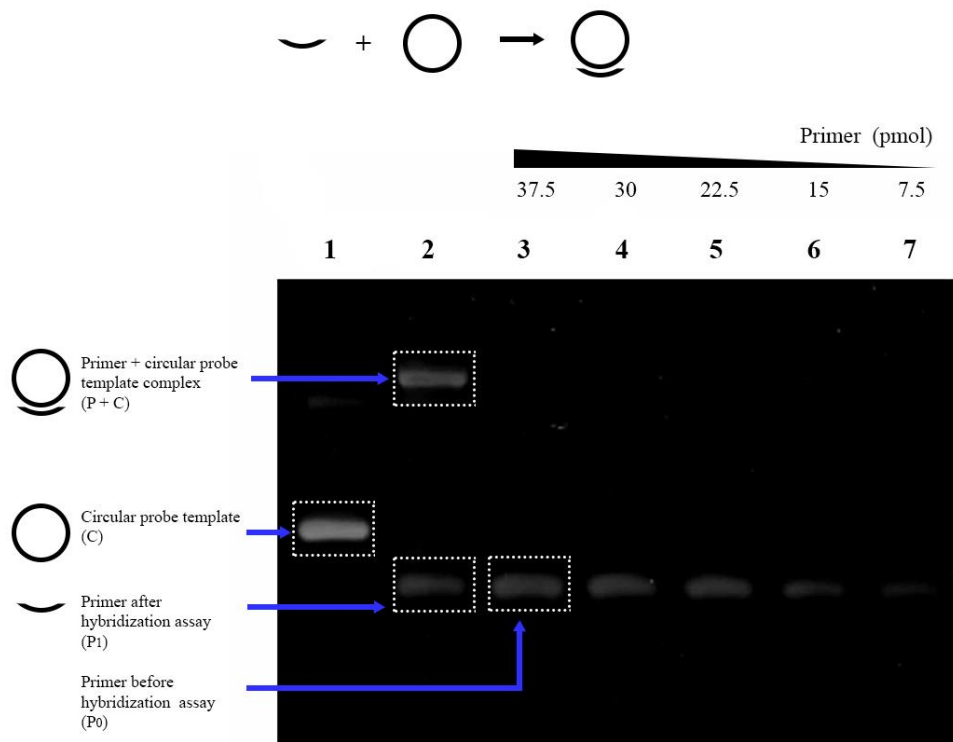 +
Primer (pmol)
37.5 30 22.5 15 7.5
1 2 3 4 5 6 7
Primer + circular probe
template complex
(P + C)
Circular probe template
(C)
Primer after
hybridization assay
(P1)
Primer before
hybridization assay
(P0)